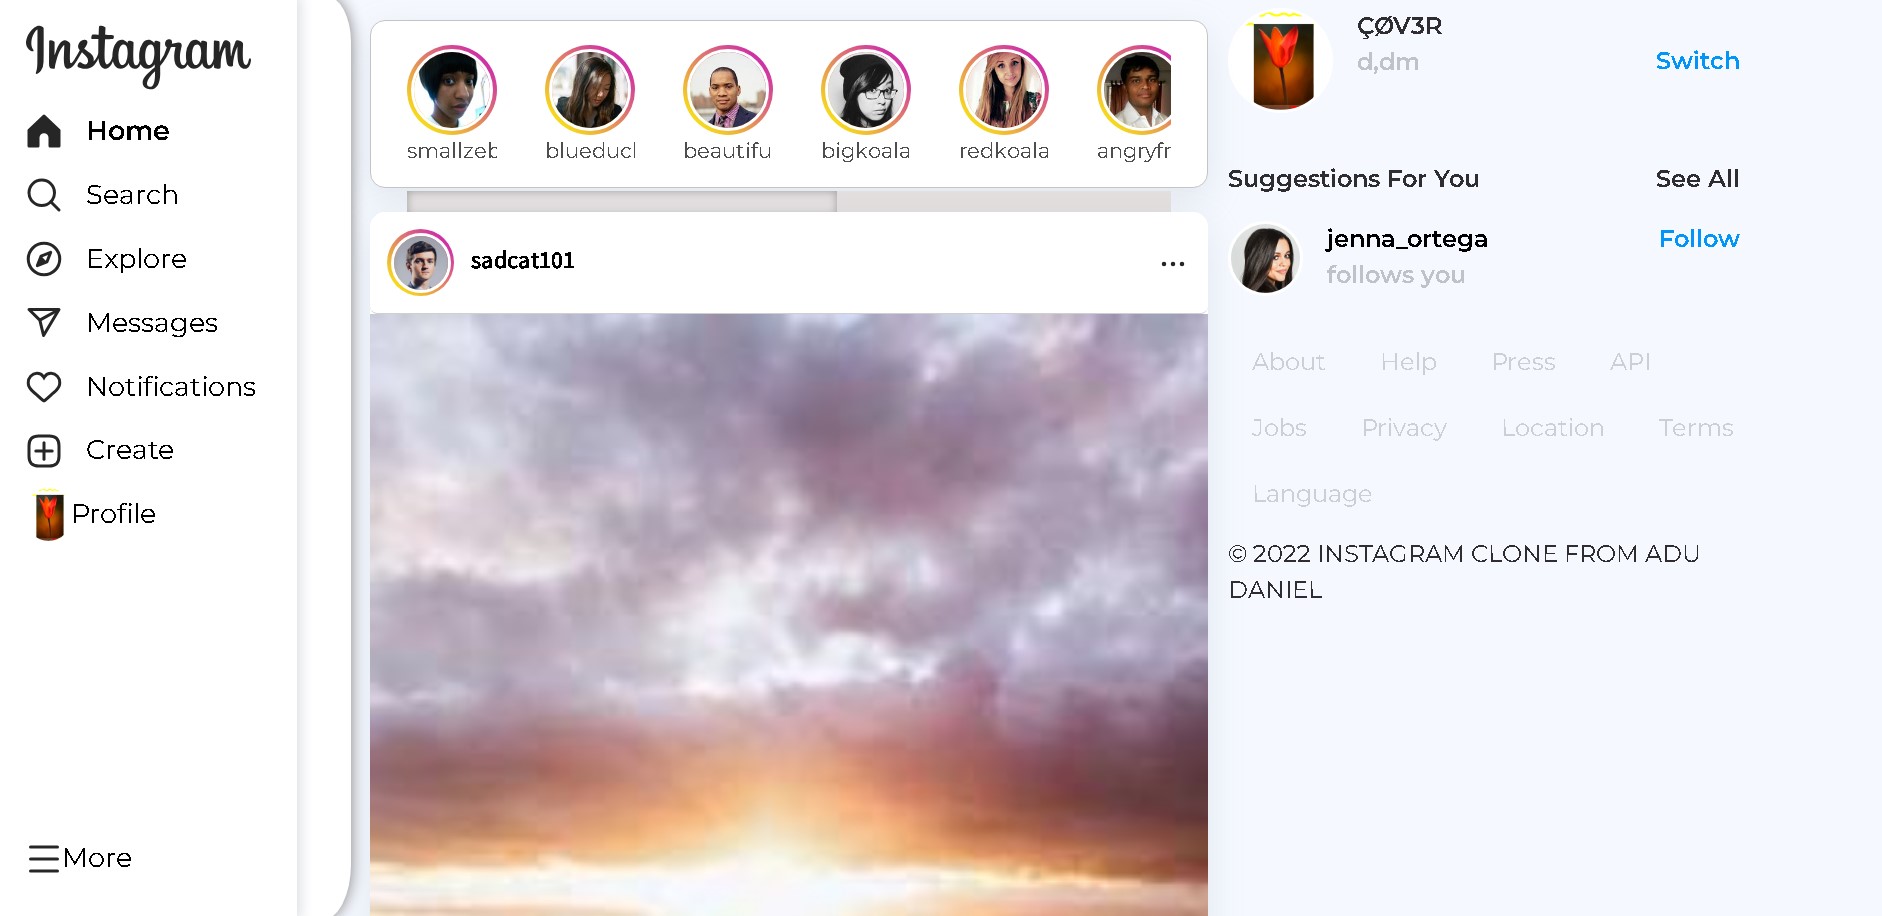 Instagram
Home
Search
Explore
Messages
Notifications
Create
Profile
More
smallzeb
blueduck
beautifu
bigkoala
redkoala
angryfr
sadcat101
ÇØV3R
d,dm
Switch
Suggestions For You
See All
jenna_ortega
follows you
Follow
About Help Press API
Jobs Privacy Location Terms
Language
© 2022 INSTAGRAM CLONE FROM ADU
DANIEL